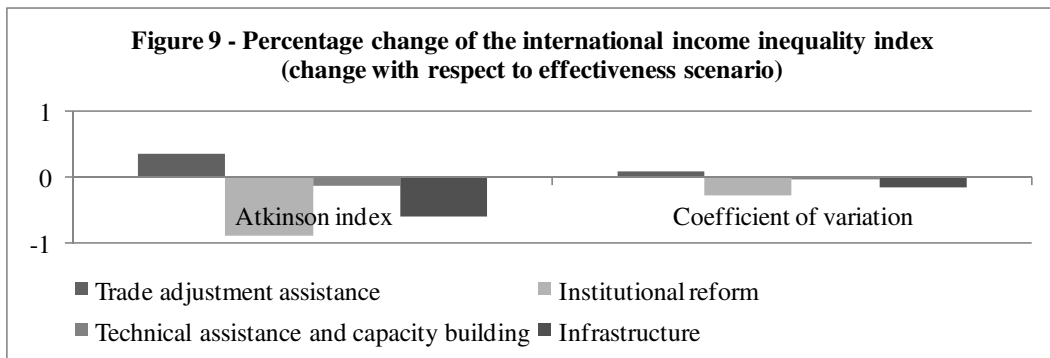 Figure 9 - Percentage change of the international income inequality index
(change with respect to effectiveness scenario)
1
0
-1
Atkinson index
Coefficient of variation
Trade adjustment assistance
Institutional reform
Technical assistance and capacity building
Infrastructure